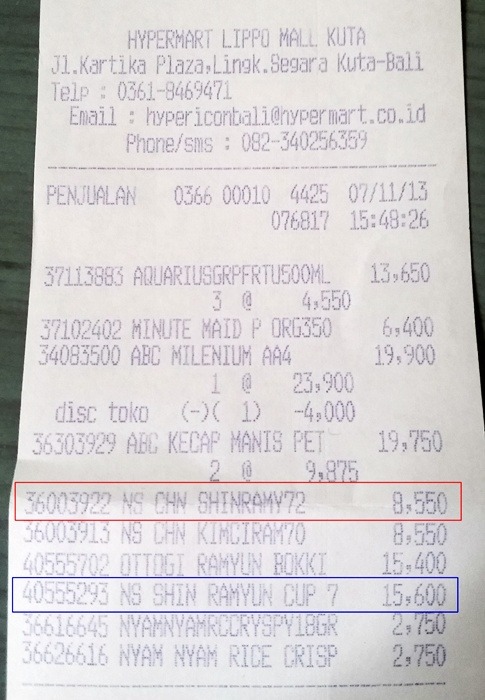 HYPERMART LIPPO MALL KUTA
Jl.Kartika Plaza,Lingk.Segara Kuta-Bali
Telp : 0361-8469471
Email : hypericonbali@hypermart.co.id
Phone/sms : 082-340256359
PENJUALAN 0366 00010 4425 07/11/13
076817 15:48:26
37113883 AQUARIUSGRPFRTU500ML 13,650
3 @ 4,550
37102402 MINUTE MAID P ORG350 6,400
34083500 ABC MILENIUM AA4 19,900
1 @ 23,900
disc toko (-)( 1) -4,000
36303929 ABC KECAP MANIS PET 19,750
2 @ 9,875
36003922 NS CHN SHINRAMY72 8,550
36003913 NS CHN KIMCIRAM70 8,550
40555702 OTTOGI RAMYUN BOKKI 15,400
40555293 NS SHIN RAMYUN CUP 7 15,600
36616645 NYAMNYAMRCCRYSPY18GR 2,750
36626616 NYAM NYAM RICE CRISP 2,750